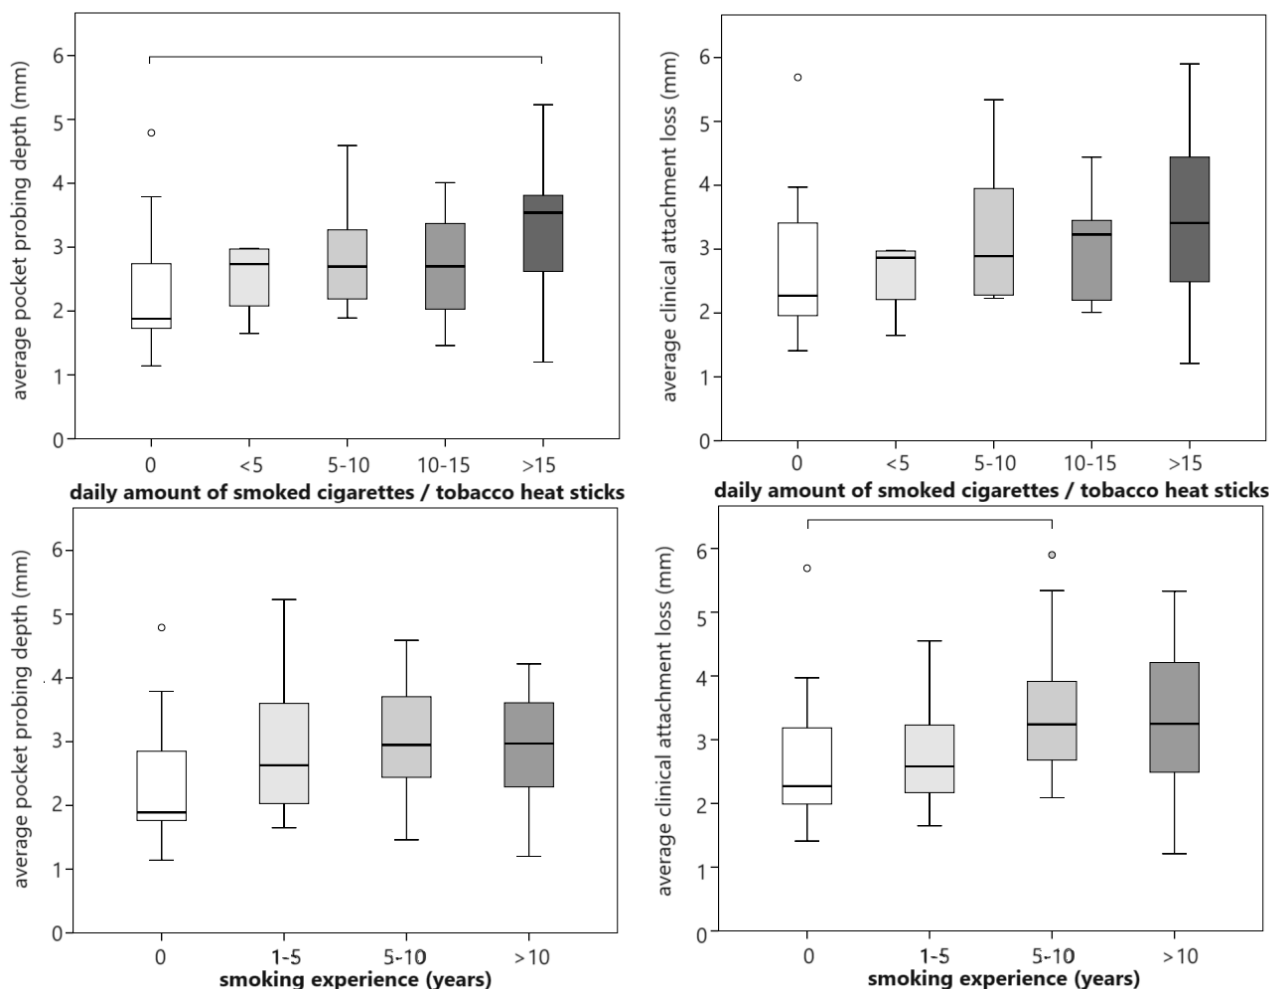 average pocket probing depth (mm)
6
5
4
3
2
1
0
0 <5 5-10 10-15 >15
daily amount of smoked cigarettes / tobacco heat sticks
average clinical attachment loss (mm)
6
5
4
3
2
1
0
0 <5 5-10 10-15 >15
daily amount of smoked cigarettes / tobacco heat sticks
average pocket probing depth (mm)
6
5
4
3
2
1
0
0 1-5 5-10 >10
smoking experience (years)
average clinical attachment loss (mm)
6
5
4
3
2
1
0
0 1-5 5-10 >10
smoking experience (years)